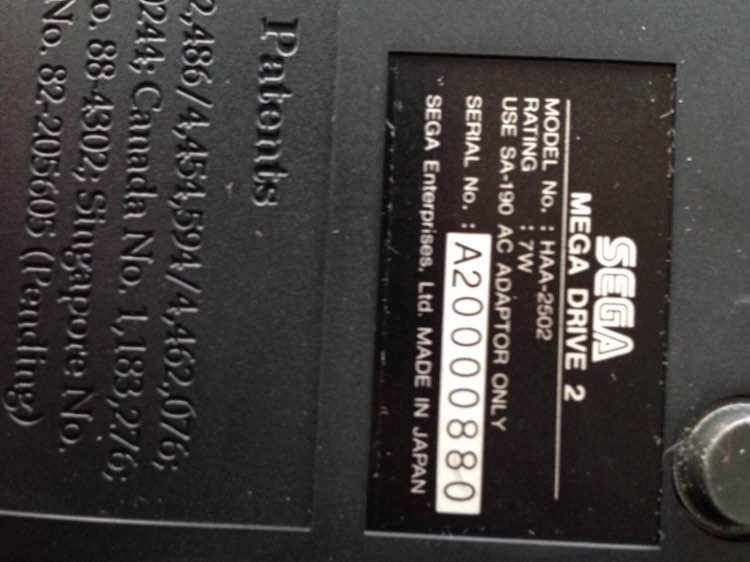 SEGA
MEGA DRIVE 2
MODEL No. : HAA-2502
RATING : 7W
USE SA-190 AC ADAPTOR ONLY
SERIAL No. : A20000880
SEGA Enterprises, Ltd. MADE IN JAPAN
Patents
2,486/4,454,594/4,462,076;
0244; Canada No. 1,183,276;
o. 88-4302; Singapore No.
No. 82-205605 (Pending)